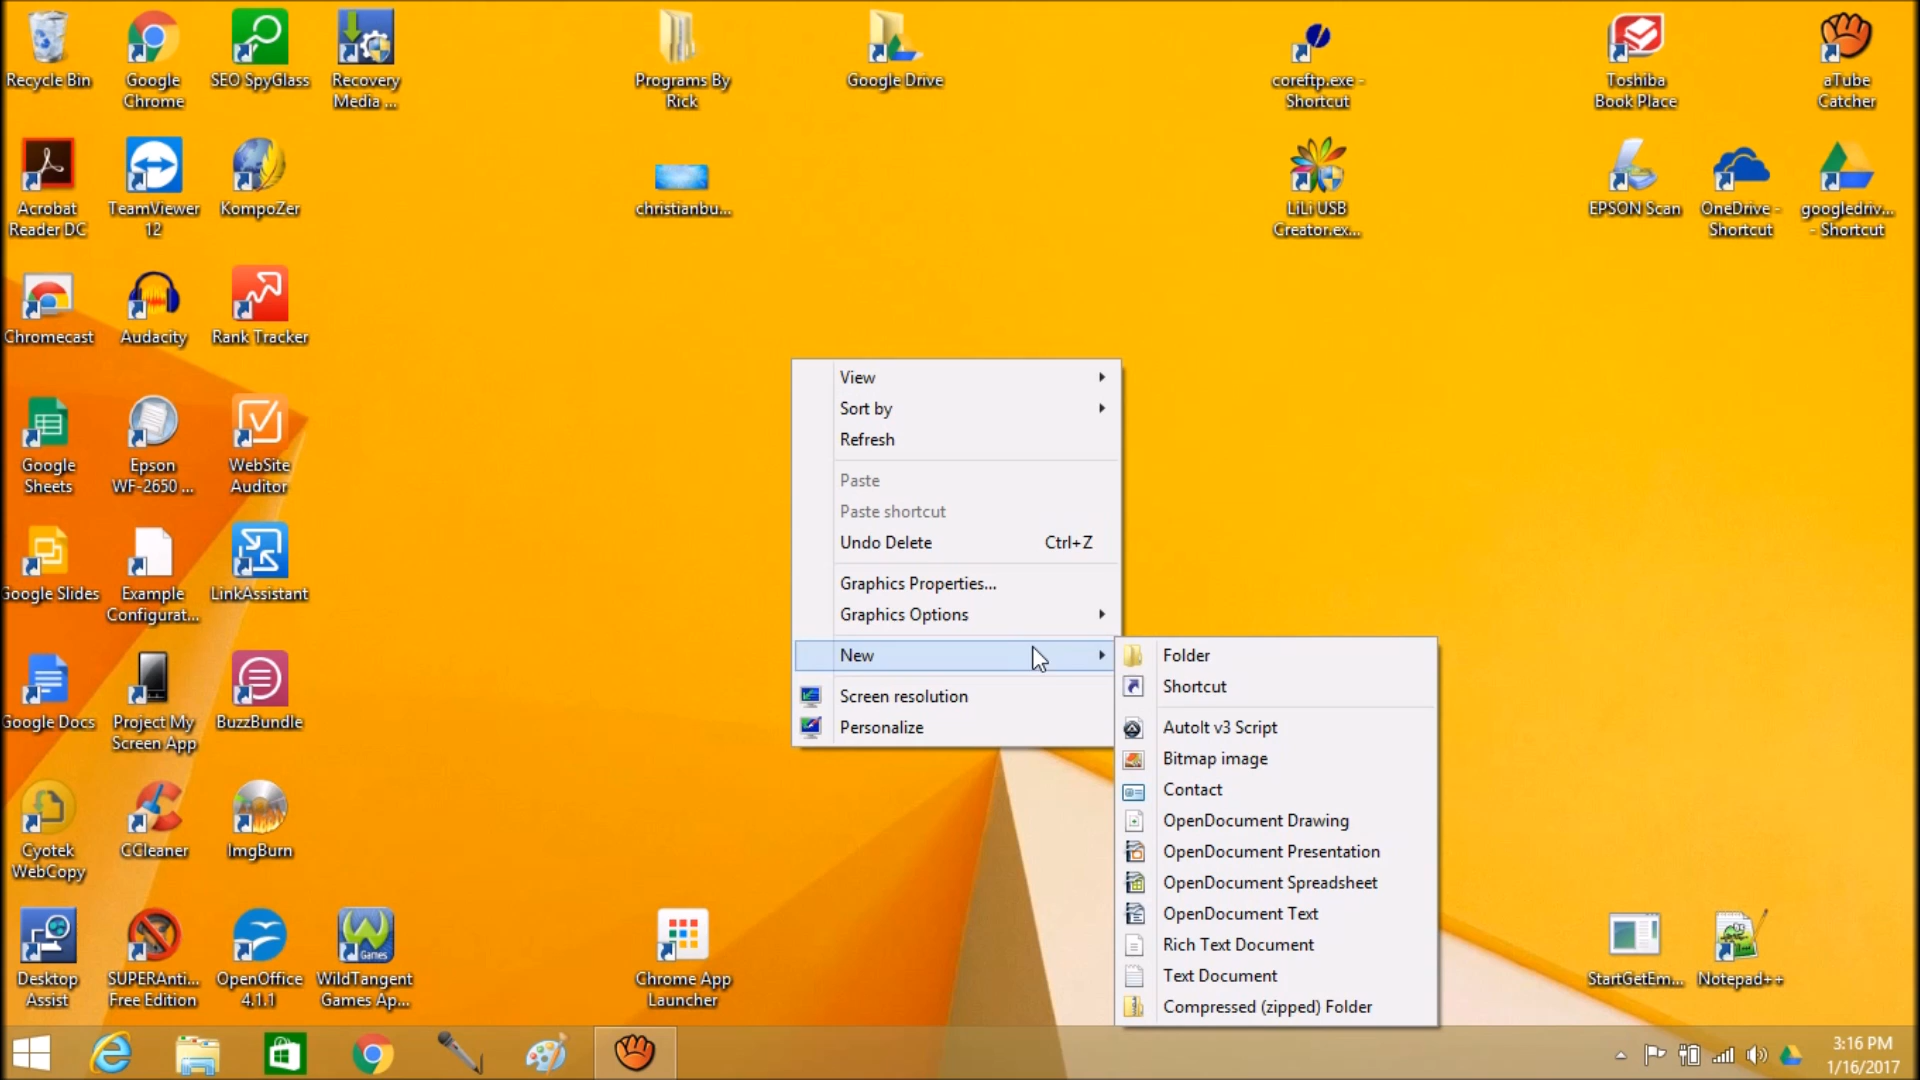 Recycle Bin
Google
Chrome
SEO SpyGlass
Recovery
Media ...
Programs By
Rick
Google Drive
coreftp.exe -
Shortcut
Toshiba
Book Place
aTube
Catcher
Acrobat
Reader DC
TeamViewer
12
KompoZer
christianbu...
LiLi USB
Creator.ex...
EPSON Scan
OneDrive -
Shortcut
googledriv...
- Shortcut
Chromecast
Audacity
Rank Tracker
Google
Sheets
Epson
WF-2650 ...
WebSite
Auditor
Google Slides
Example
Configurat...
LinkAssistant
Google Docs
Project My
Screen App
BuzzBundle
Cyotek
WebCopy
CCleaner
ImgBurn
Desktop
Assist
SUPERAnti...
Free Edition
OpenOffice
4.1.1
Games
WildTangent
Games Ap...
Chrome App
Launcher
StartGetEm...
Notepad++
View
Sort by
Refresh
Paste
Paste shortcut
Undo Delete Ctrl+Z
Graphics Properties...
Graphics Options
New
Screen resolution
Personalize
Folder
Shortcut
AutoIt v3 Script
Bitmap image
Contact
OpenDocument Drawing
OpenDocument Presentation
OpenDocument Spreadsheet
OpenDocument Text
Rich Text Document
Text Document
Compressed (zipped) Folder
3:16 PM
1/16/2017